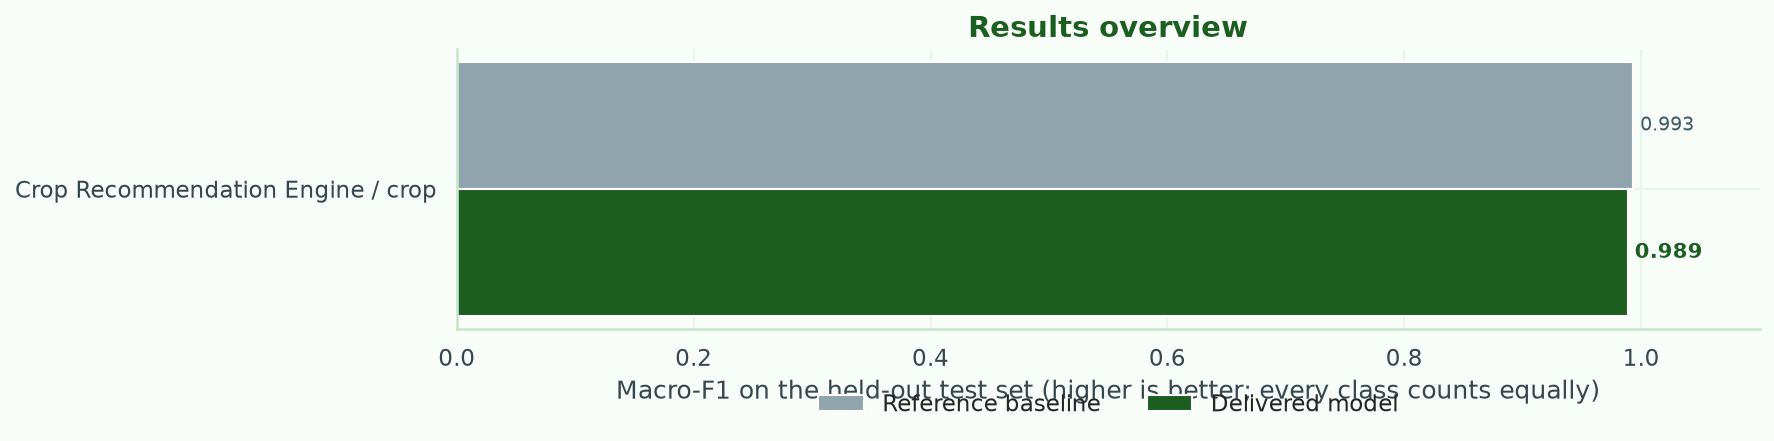 Results overview
Crop Recommendation Engine / crop
0.993
0.989
0.0 0.2 0.4 0.6 0.8 1.0
Macro-F1 on the held-out test set (higher is better; every class counts equally)
Reference baseline Delivered model